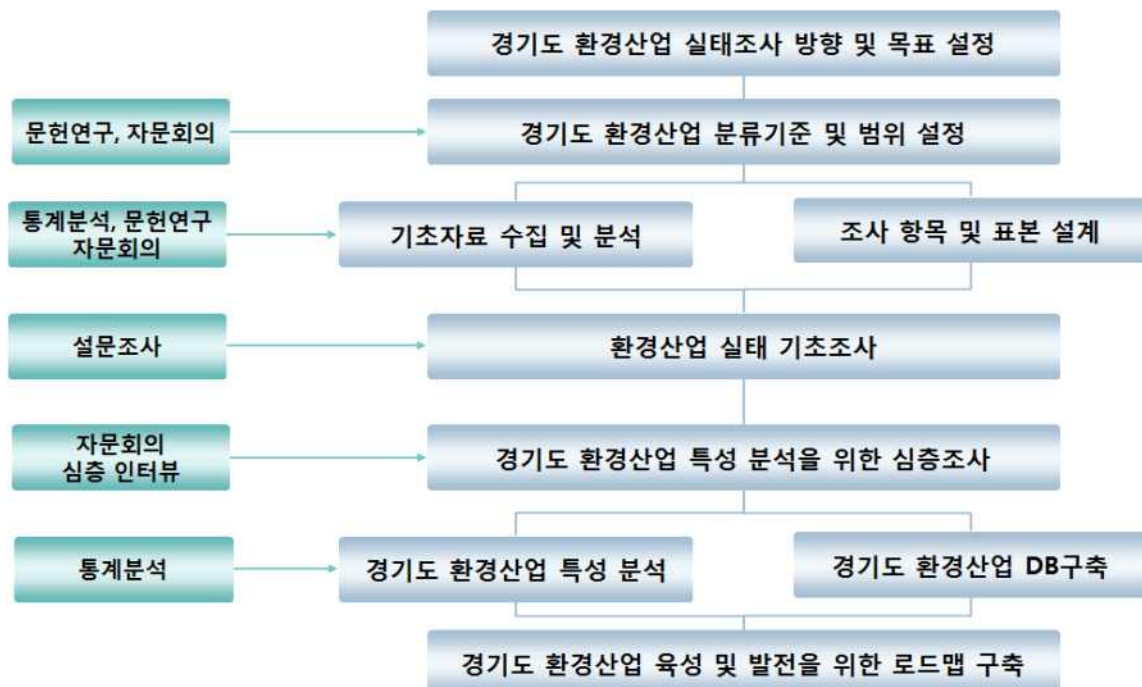 경기도 환경산업 실태조사 방향 및 목표 설정
문헌연구, 자문회의
경기도 환경산업 분류기준 및 범위 설정
통계분석, 문헌연구
자문회의
기초자료 수집 및 분석
조사 항목 및 표본 설계
설문조사
환경산업 실태 기초조사
자문회의
심층 인터뷰
경기도 환경산업 특성 분석을 위한 심층조사
통계분석
경기도 환경산업 특성 분석
경기도 환경산업 DB구축
경기도 환경산업 육성 및 발전을 위한 로드맵 구축